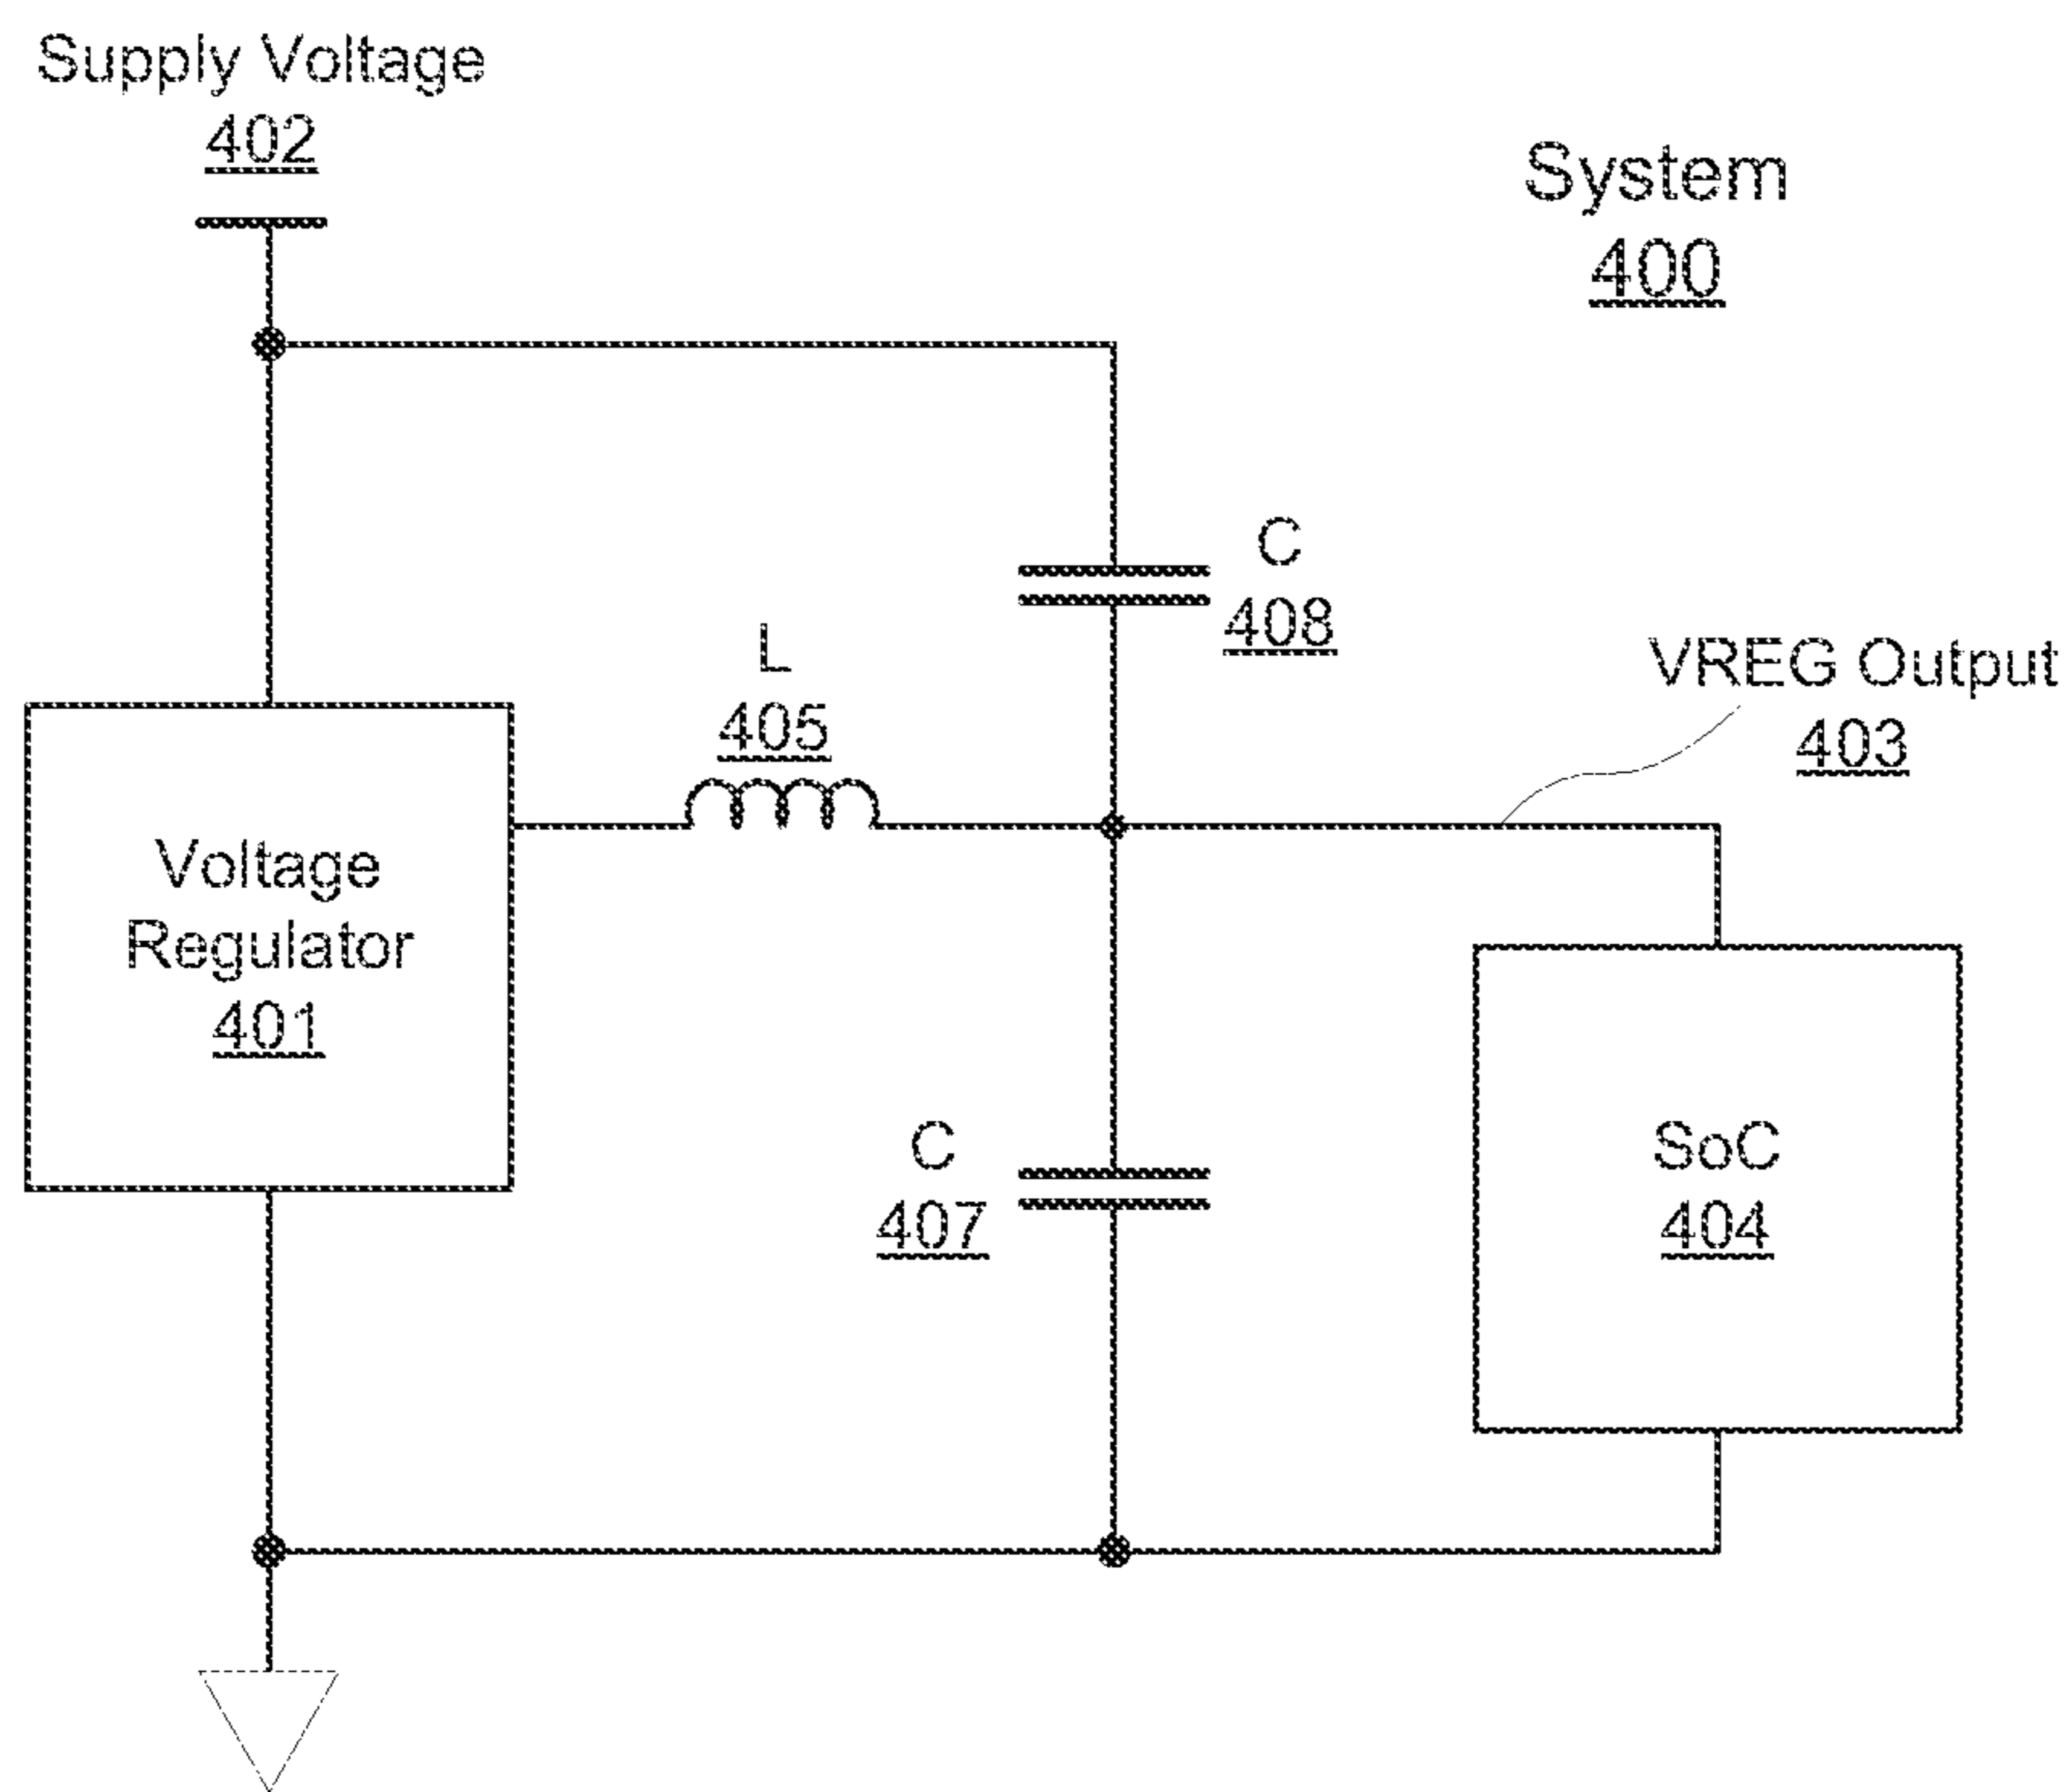 Supply Voltage
402
System
400
C
408
L
405
VREG Output
403
Voltage
Regulator
401
C
407
SoC
404